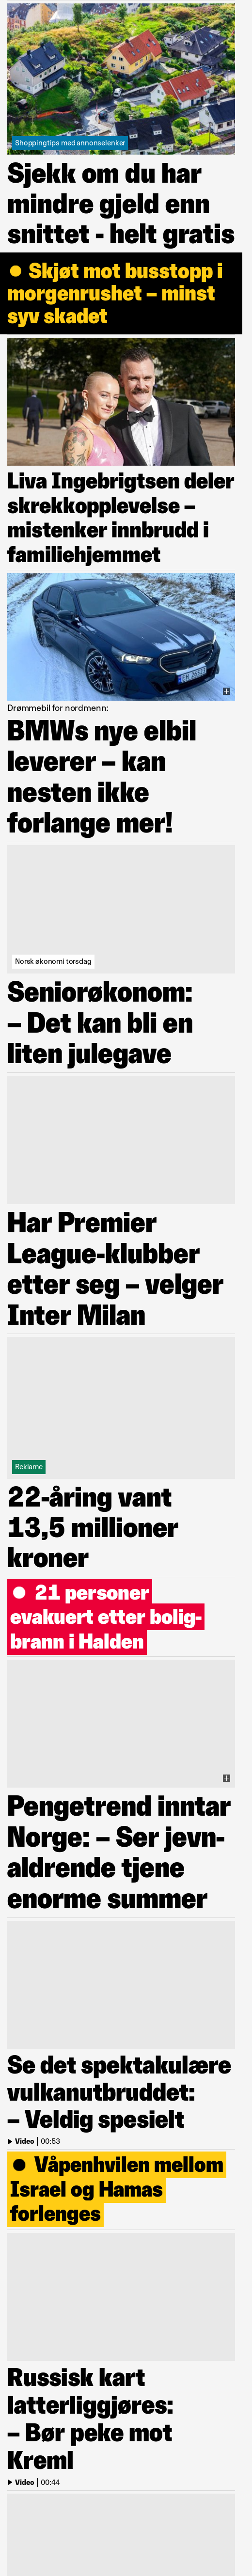 Shoppingtips med annonselenker
Sjekk om du har
mindre gjeld enn
snittet - helt gratis
Skjøt mot busstopp i
morgenrushet – minst
syv skadet
Liva Ingebrigtsen deler
skrekkopplevelse –
mistenker innbrudd i
familiehjemmet
Drømmebil for nordmenn:
BMWs nye elbil
leverer – kan
nesten ikke
forlange mer!
Norsk økonomi torsdag
Seniorøkonom:
– Det kan bli en
liten julegave
Har Premier
League-klubber
etter seg – velger
Inter Milan
Reklame
22-åring vant
13,5 millioner
kroner
21 personer
evakuert etter bolig-
brann i Halden
Pengetrend inntar
Norge: – Ser jevn-
aldrende tjene
enorme summer
Se det spektakulære
vulkanutbruddet:
– Veldig spesielt
Video | 00:53
Våpenhvilen mellom
Israel og Hamas
forlenges
Russisk kart
latterliggjøres:
– Bør peke mot
Kreml
Video | 00:44